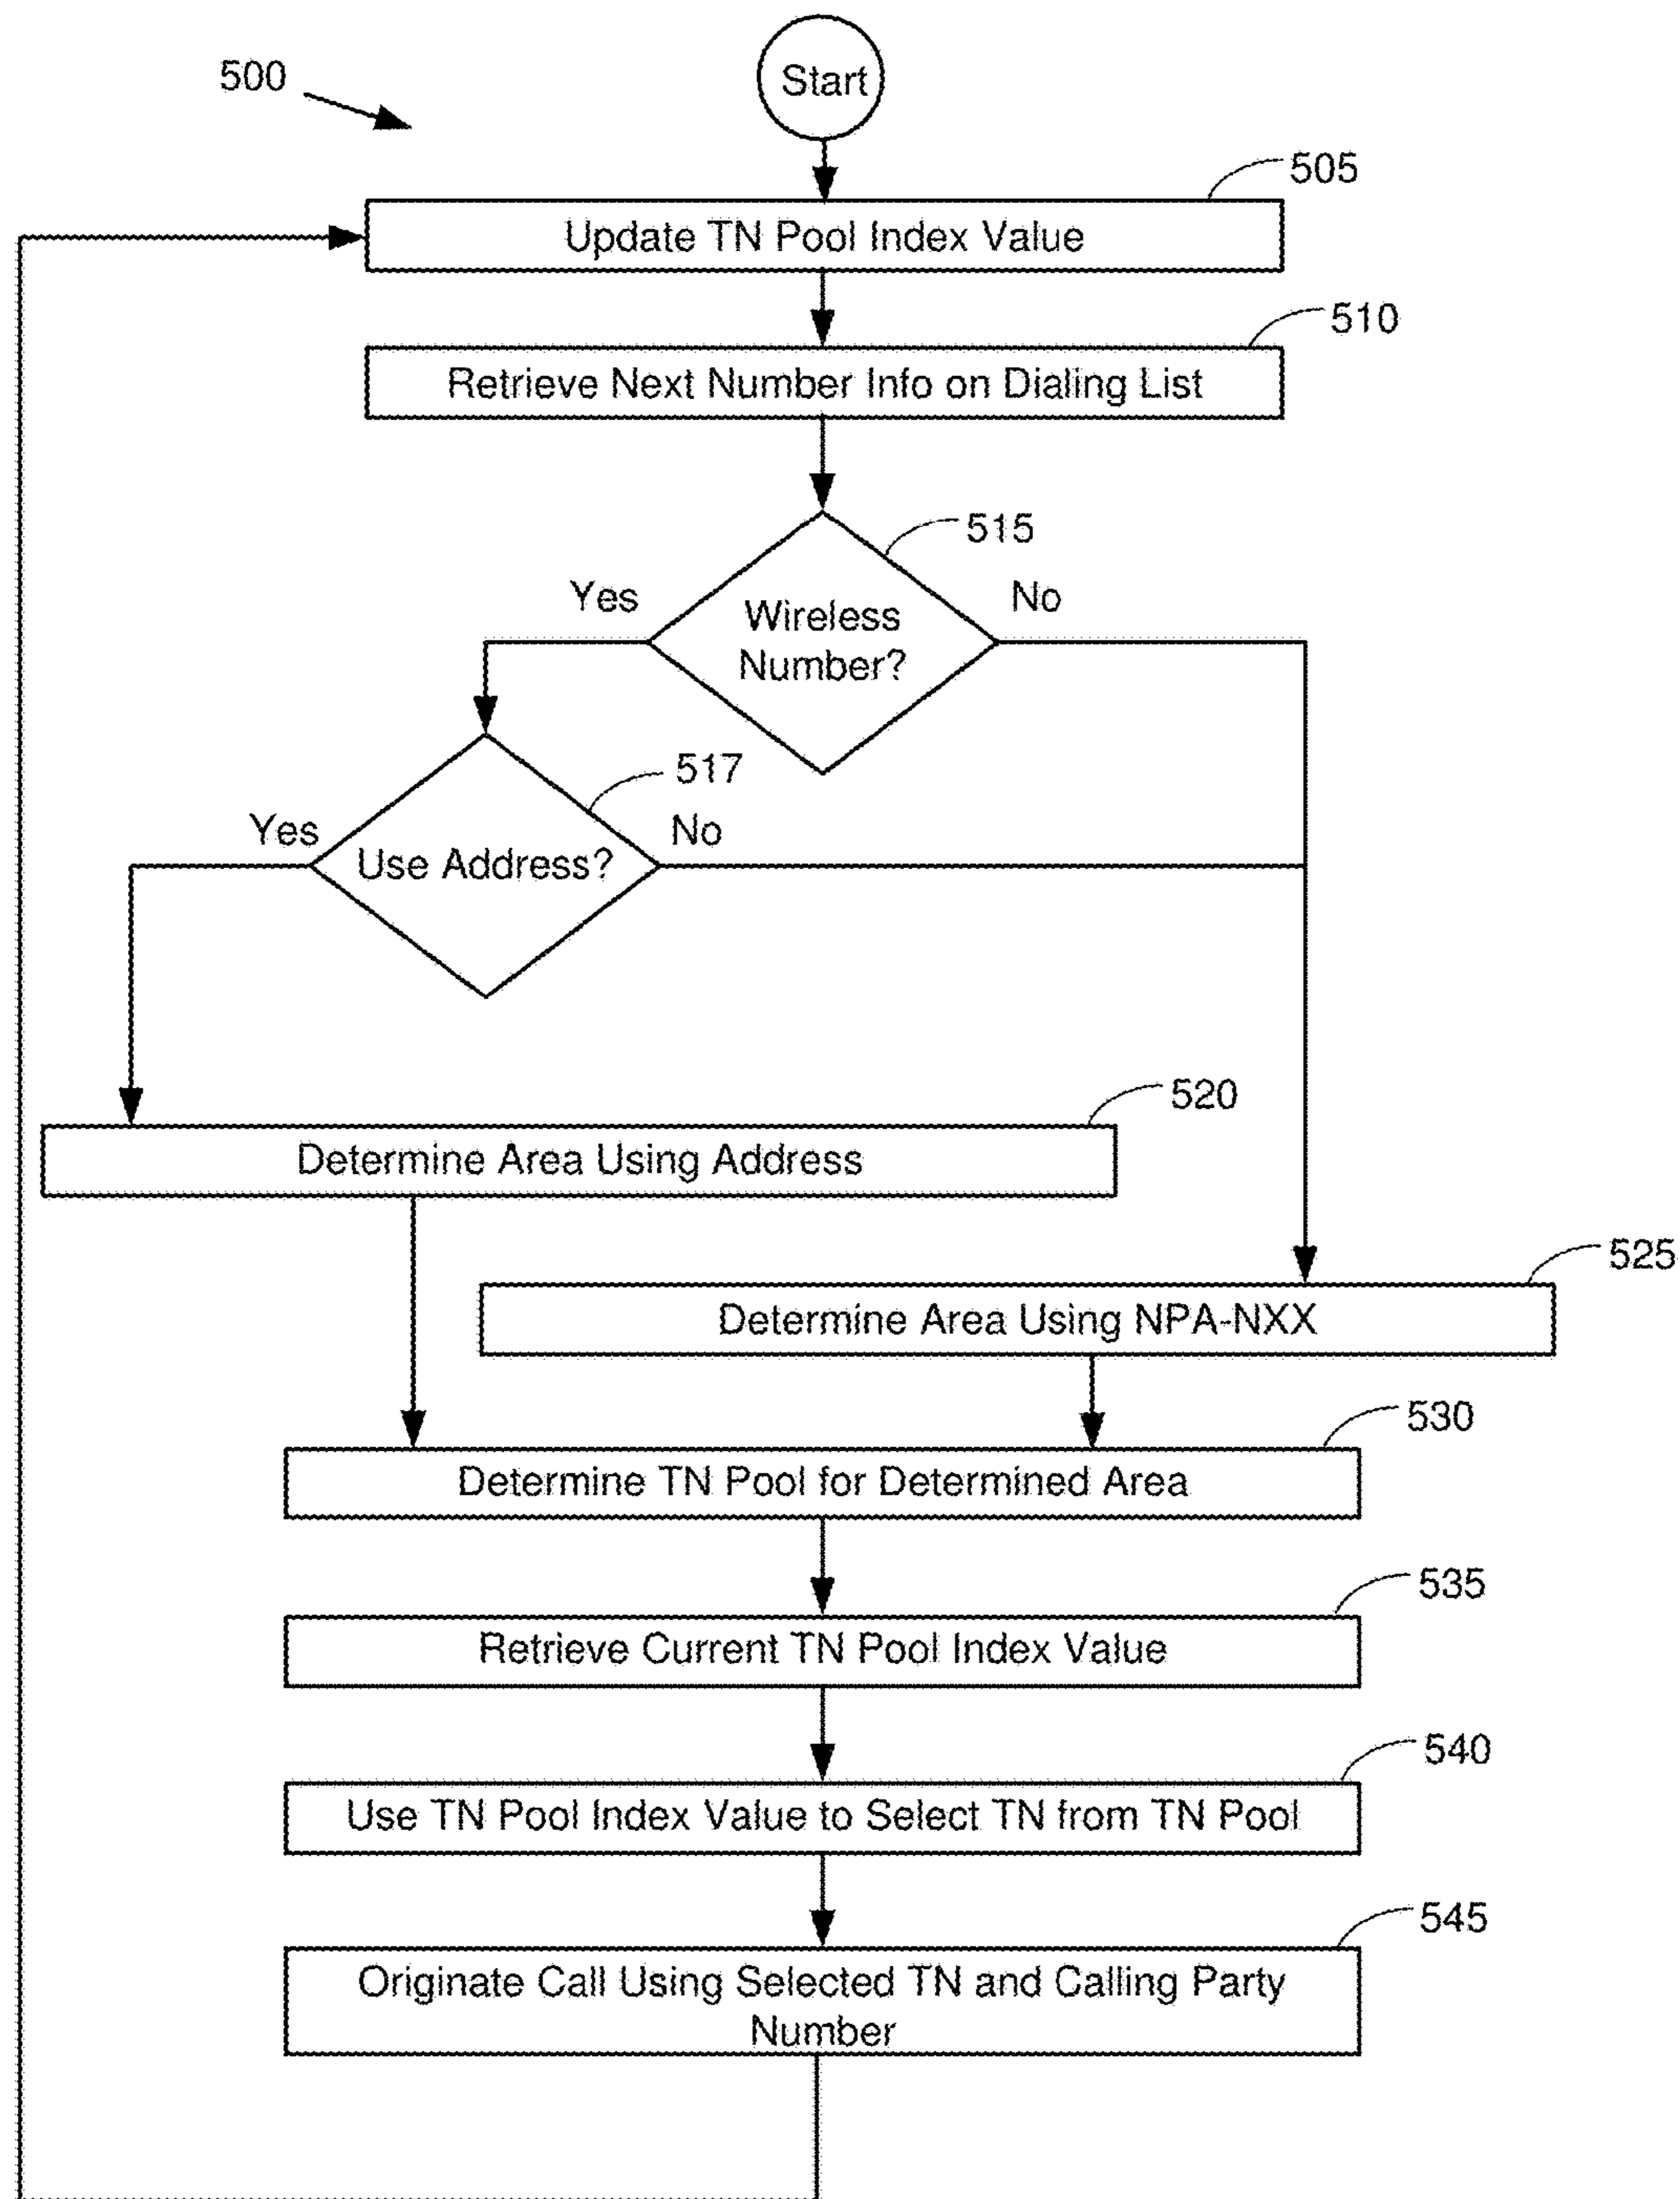 Start
500
505
Update TN Pool Index Value
510
Retrieve Next Number Info on Dialing List
515
Yes
No
Wireless
Number?
517
Yes
No
Use Address?
520
Determine Area Using Address
525
Determine Area Using NPA-NXX
530
Determine TN Pool for Determined Area
535
Retrieve Current TN Pool Index Value
540
Use TN Pool Index Value to Select TN from TN Pool
545
Originate Call Using Selected TN and Calling Party
Number